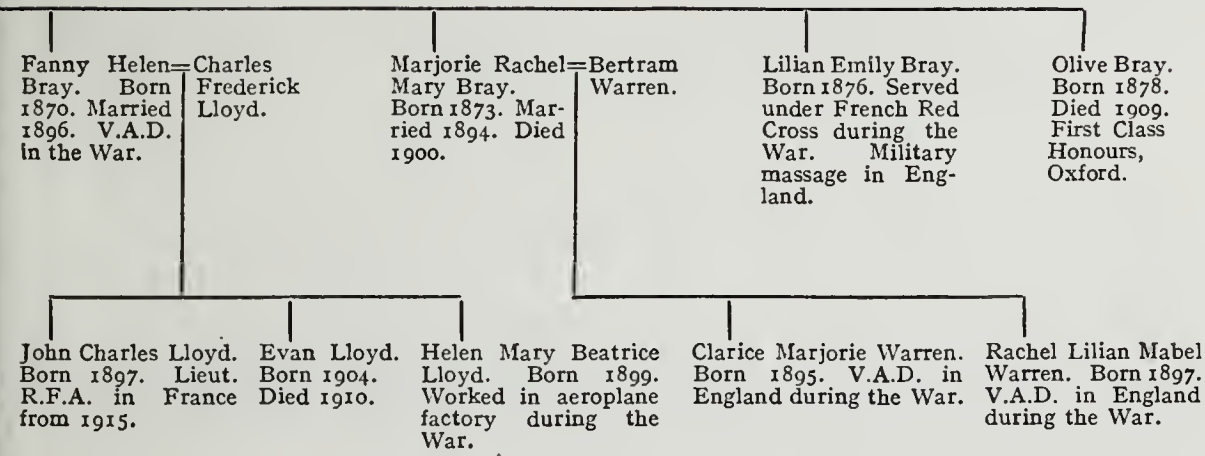 Fanny Helen=Charles
Bray. Born Frederick
1870. Married Lloyd.
1896. V.A.D.
in the War.
Marjorie Rachel=Bertram
Mary Bray. Warren.
Born 1873. Mar-
ried 1894. Died
1900.
Lilian Emily Bray.
Born 1876. Served
under French Red
Cross during the
War. Military
massage in Eng-
land.
Olive Bray.
Born 1878.
Died 1909.
First Class
Honours,
Oxford.
John Charles Lloyd.
Born 1897. Lieut.
R.F.A. in France
from 1915.
Evan Lloyd.
Born 1904.
Died 1910.
Helen Mary Beatrice
Lloyd. Born 1899.
Worked in aeroplane
factory during the
War.
Clarice Marjorie Warren.
Born 1895. V.A.D. in
England during the War.
Rachel Lilian Mabel
Warren. Born 1897.
V.A.D. in England
during the War.